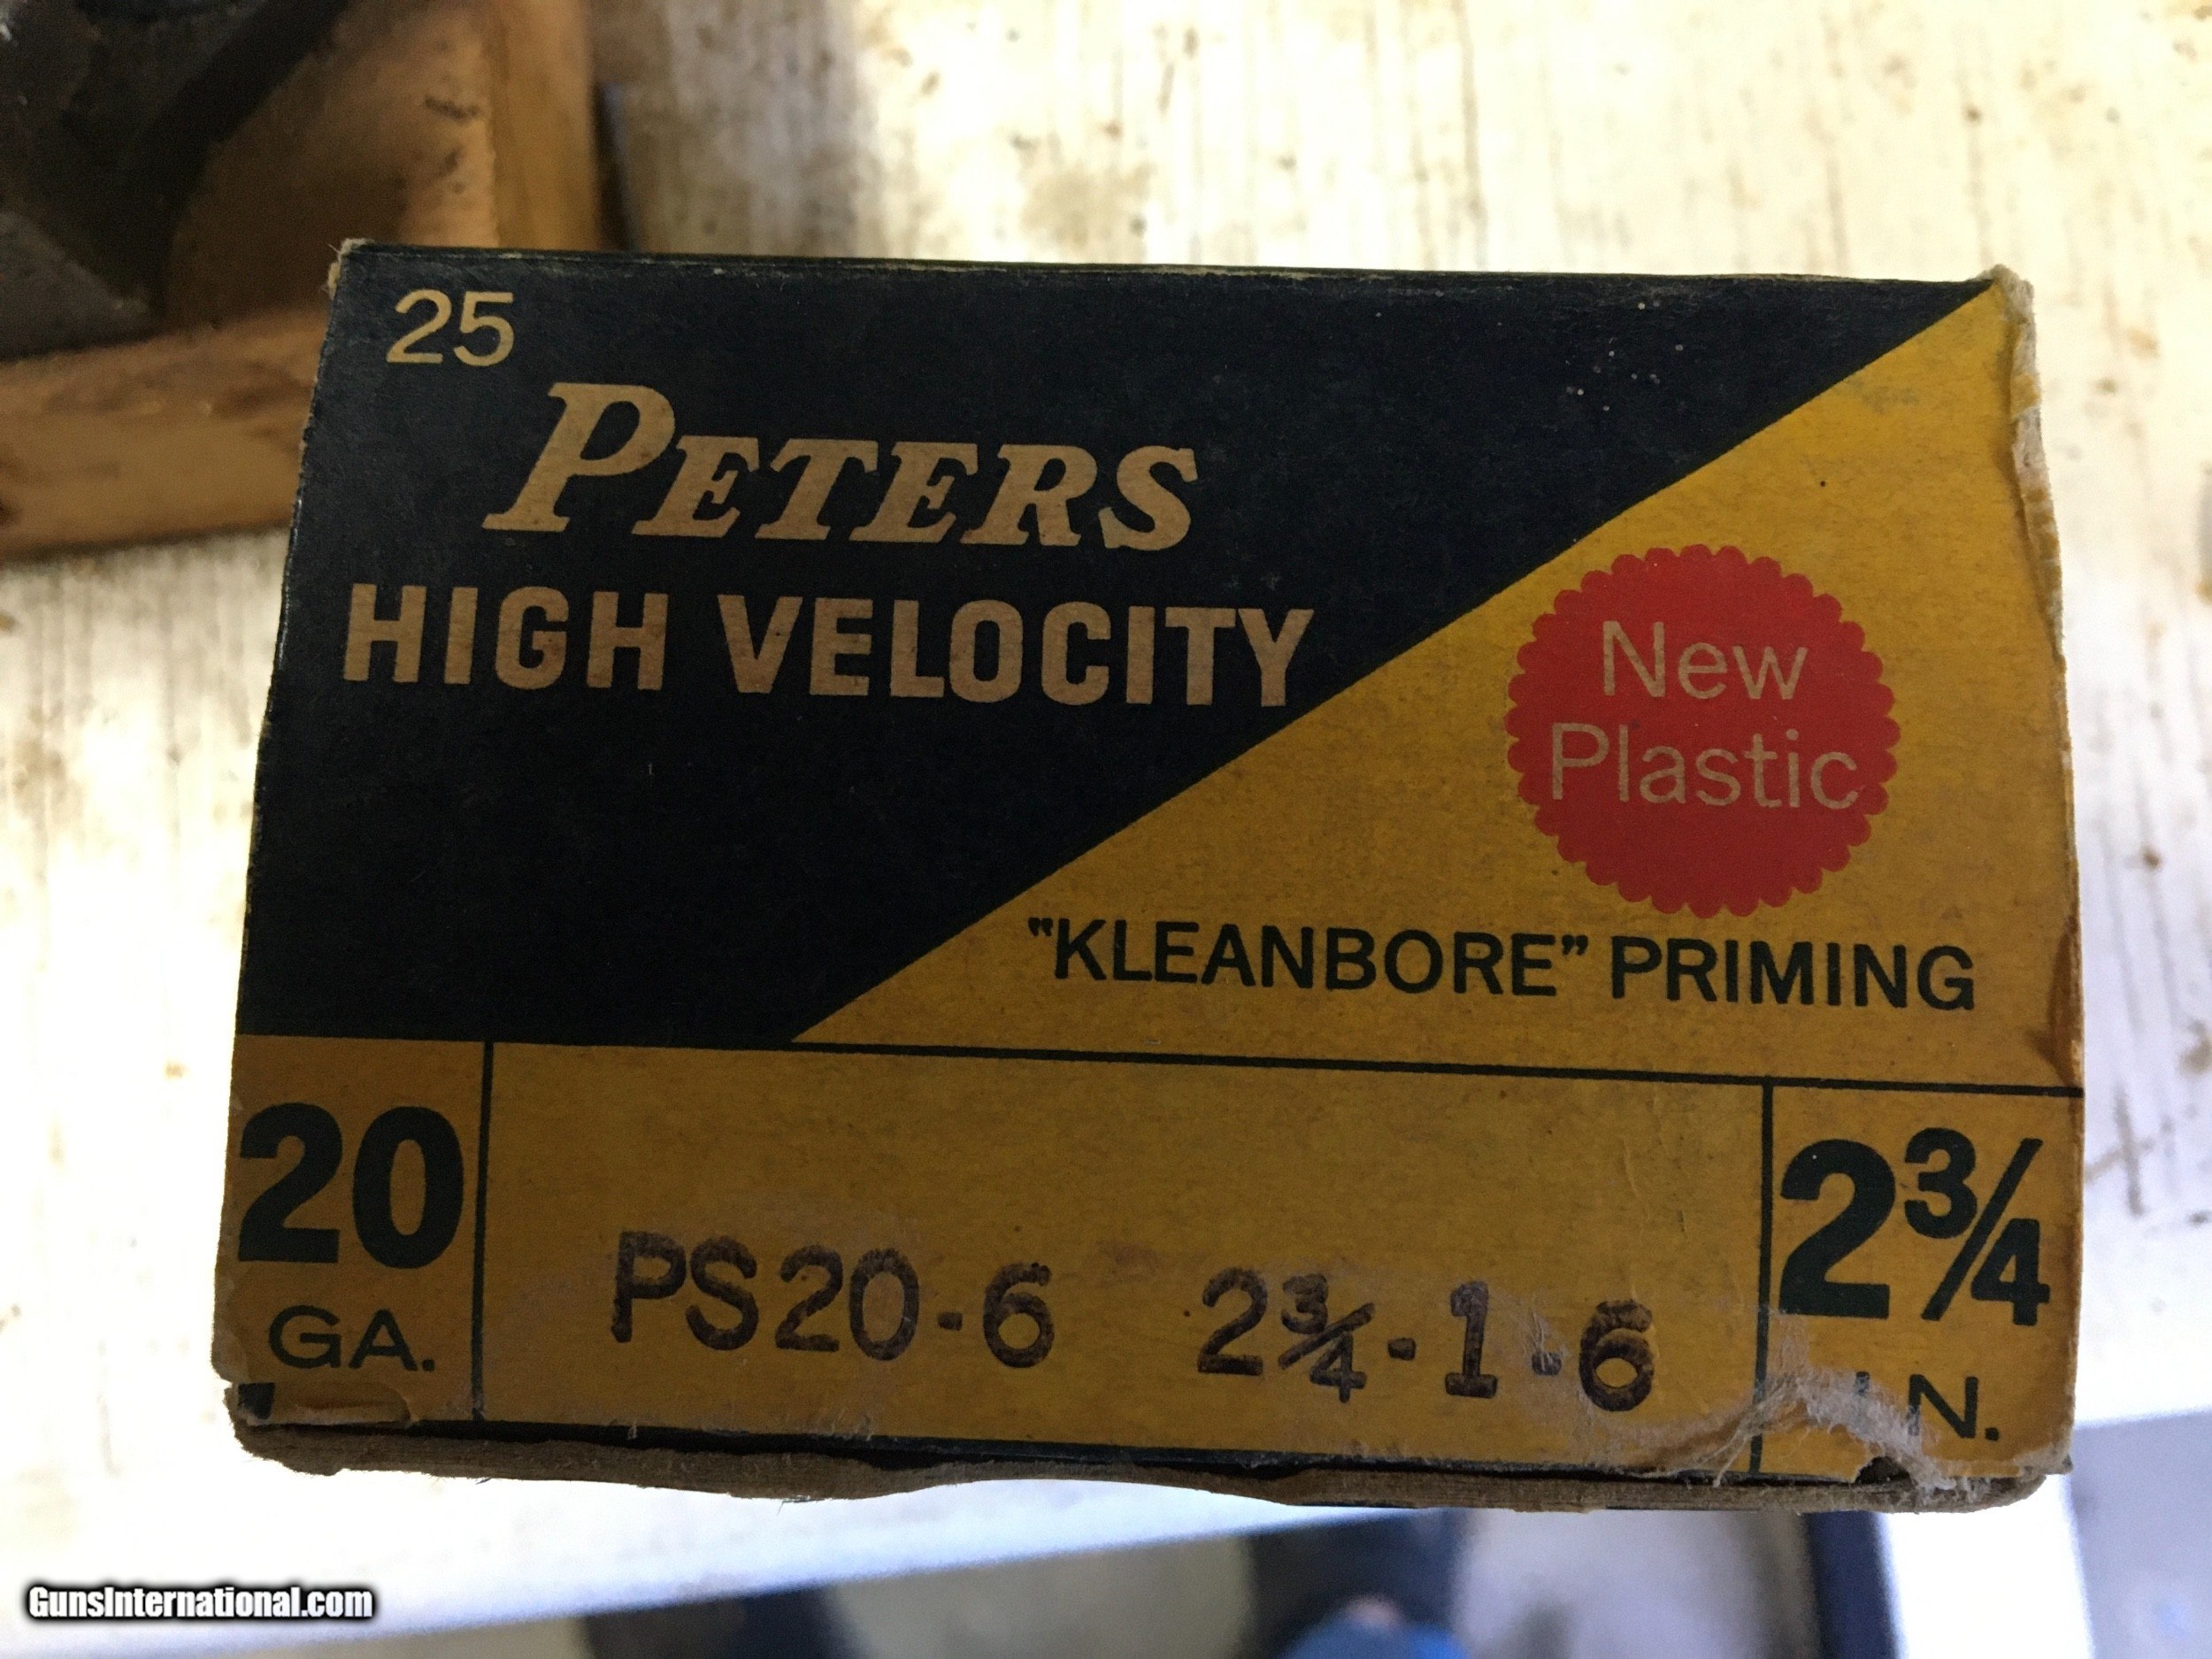 25
PETERS
HIGH VELOCITY
New
Plastic
"KLEANBORE" PRIMING
20
GA.
PS20-6 2¾-1-6
2¾
IN.
GunsInternational.com